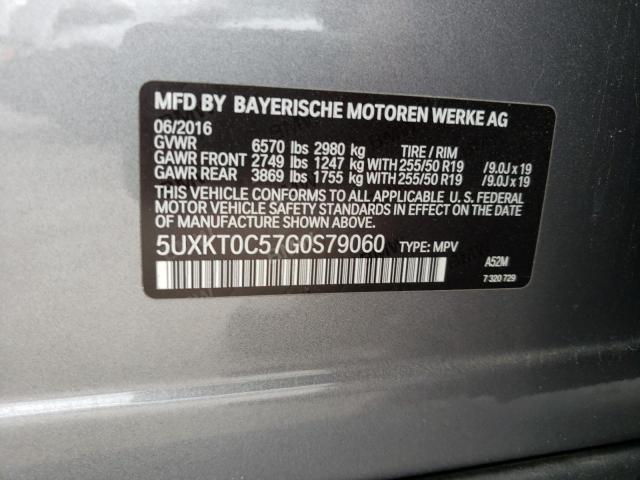 MFD BY BAYERISCHE MOTOREN WERKE AG
06/2016
GVWR 6570 lbs 2980 kg TIRE / RIM
GAWR FRONT 2749 lbs 1247 kg WITH 255/50 R19 /9.0J x 19
GAWR REAR 3869 lbs 1755 kg WITH 255/50 R19 /9.0J x 19
THIS VEHICLE CONFORMS TO ALL APPLICABLE U. S. FEDERAL
MOTOR VEHICLE SAFETY STANDARDS IN EFFECT ON THE DATE OF
MANUFACTURE SHOWN ABOVE.
5UXKT0C57G0S79060 TYPE: MPV
A52M
7 320 729